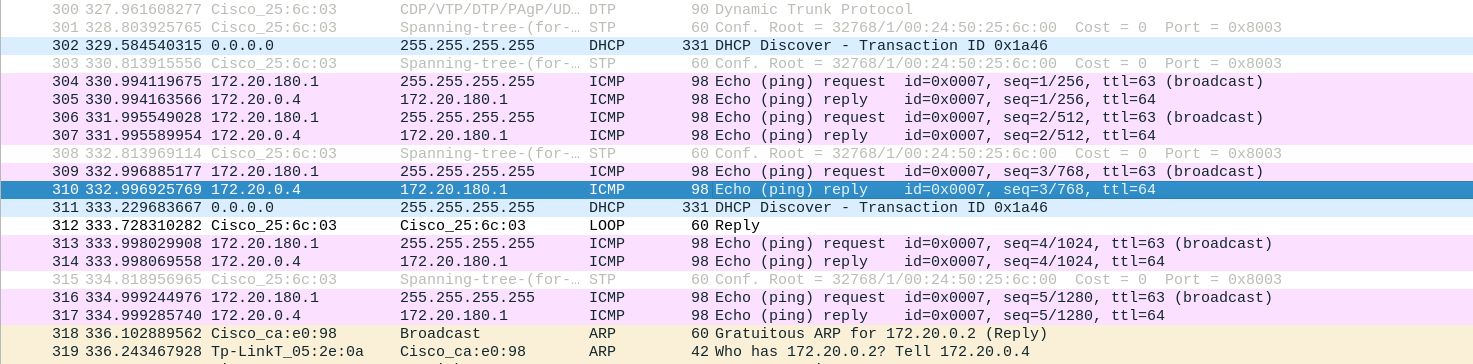 300 327.961608277 Cisco_25:6c:03 CDP/VTP/DTP/PAgP/UD… DTP 90 Dynamic Trunk Protocol
301 328.803925765 Cisco_25:6c:03 Spanning-tree-(for-… STP 60 Conf. Root = 32768/1/00:24:50:25:6c:00 Cost = 0 Port = 0x8003
302 329.584540315 0.0.0.0 255.255.255.255 DHCP 331 DHCP Discover - Transaction ID 0x1a46
303 330.813915556 Cisco_25:6c:03 Spanning-tree-(for-… STP 60 Conf. Root = 32768/1/00:24:50:25:6c:00 Cost = 0 Port = 0x8003
304 330.994119675 172.20.180.1 255.255.255.255 ICMP 98 Echo (ping) request id=0x0007, seq=1/256, ttl=63 (broadcast)
305 330.994163566 172.20.0.4 172.20.180.1 ICMP 98 Echo (ping) reply id=0x0007, seq=1/256, ttl=64
306 331.995549028 172.20.180.1 255.255.255.255 ICMP 98 Echo (ping) request id=0x0007, seq=2/512, ttl=63 (broadcast)
307 331.995589954 172.20.0.4 172.20.180.1 ICMP 98 Echo (ping) reply id=0x0007, seq=2/512, ttl=64
308 332.813969114 Cisco_25:6c:03 Spanning-tree-(for-… STP 60 Conf. Root = 32768/1/00:24:50:25:6c:00 Cost = 0 Port = 0x8003
309 332.996885177 172.20.180.1 255.255.255.255 ICMP 98 Echo (ping) request id=0x0007, seq=3/768, ttl=63 (broadcast)
310 332.996925769 172.20.0.4 172.20.180.1 ICMP 98 Echo (ping) reply id=0x0007, seq=3/768, ttl=64
311 333.229683667 0.0.0.0 255.255.255.255 DHCP 331 DHCP Discover - Transaction ID 0x1a46
312 333.728310282 Cisco_25:6c:03 Cisco_25:6c:03 LOOP 60 Reply
313 333.998029908 172.20.180.1 255.255.255.255 ICMP 98 Echo (ping) request id=0x0007, seq=4/1024, ttl=63 (broadcast)
314 333.998069558 172.20.0.4 172.20.180.1 ICMP 98 Echo (ping) reply id=0x0007, seq=4/1024, ttl=64
315 334.818956965 Cisco_25:6c:03 Spanning-tree-(for-… STP 60 Conf. Root = 32768/1/00:24:50:25:6c:00 Cost = 0 Port = 0x8003
316 334.999244976 172.20.180.1 255.255.255.255 ICMP 98 Echo (ping) request id=0x0007, seq=5/1280, ttl=63 (broadcast)
317 334.999285740 172.20.0.4 172.20.180.1 ICMP 98 Echo (ping) reply id=0x0007, seq=5/1280, ttl=64
318 336.102889562 Cisco_ca:e0:98 Broadcast ARP 60 Gratuitous ARP for 172.20.0.2 (Reply)
319 336.243467928 Tp-LinkT_05:2e:0a Cisco_ca:e0:98 ARP 42 Who has 172.20.0.2? Tell 172.20.0.4